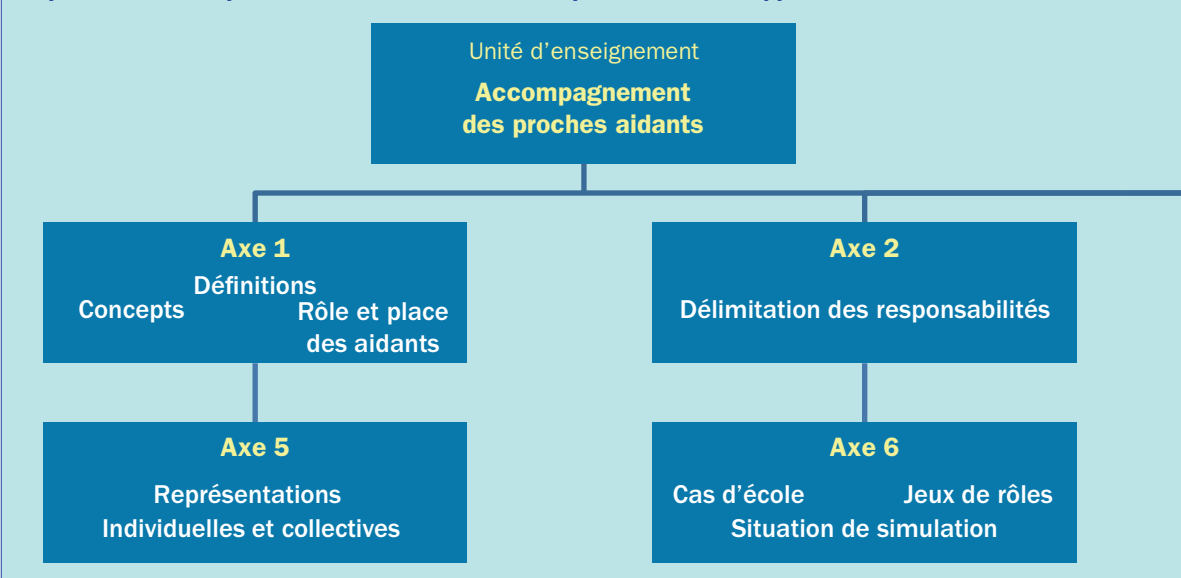 Unité d'enseignement
Accompagnement
des proches aidants
Axe 1
Définitions
Concepts
Rôle et place
des aidants
Axe 2
Délimitation des responsabilités
Axe 5
Représentations
Individuelles et collectives
Axe 6
Cas d'école Jeux de rôles
Situation de simulation